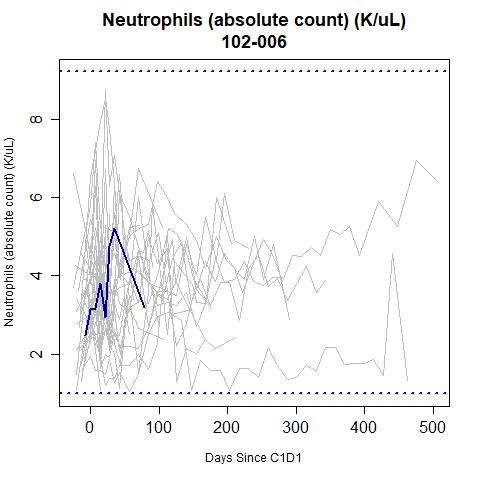 Neutrophils (absolute count) (K/uL)
102-006
Neutrophils (absolute count) (K/uL)
8
6
4
2
0 100 200 300 400 500
Days Since C1D1